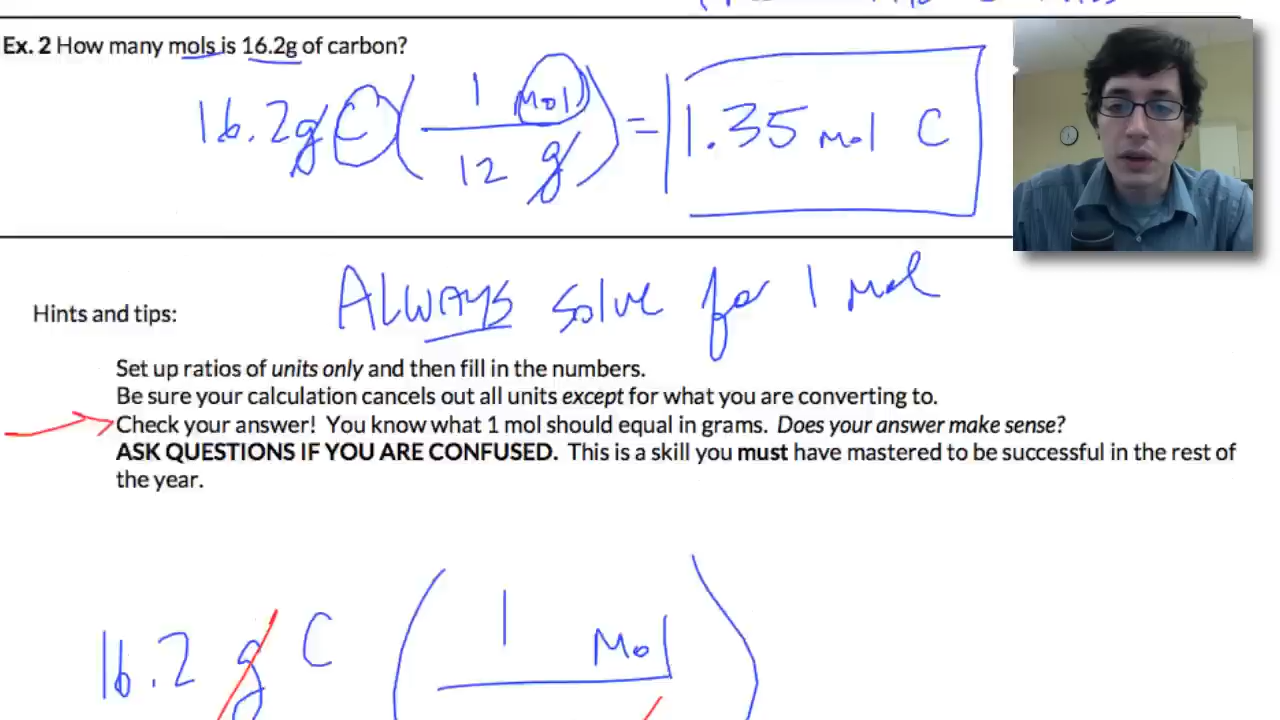 Ex. 2 How many mols is 16.2g of carbon?
16.2g C ( 1 mol / 12 g ) = 1.35 mol C
ALWAYS solve for 1 mol
Hints and tips:
Set up ratios of units only and then fill in the numbers.
Be sure your calculation cancels out all units except for what you are converting to.
Check your answer! You know what 1 mol should equal in grams. Does your answer make sense?
ASK QUESTIONS IF YOU ARE CONFUSED. This is a skill you must have mastered to be successful in the rest of
the year.
16.2 g C ( 1 Mol )